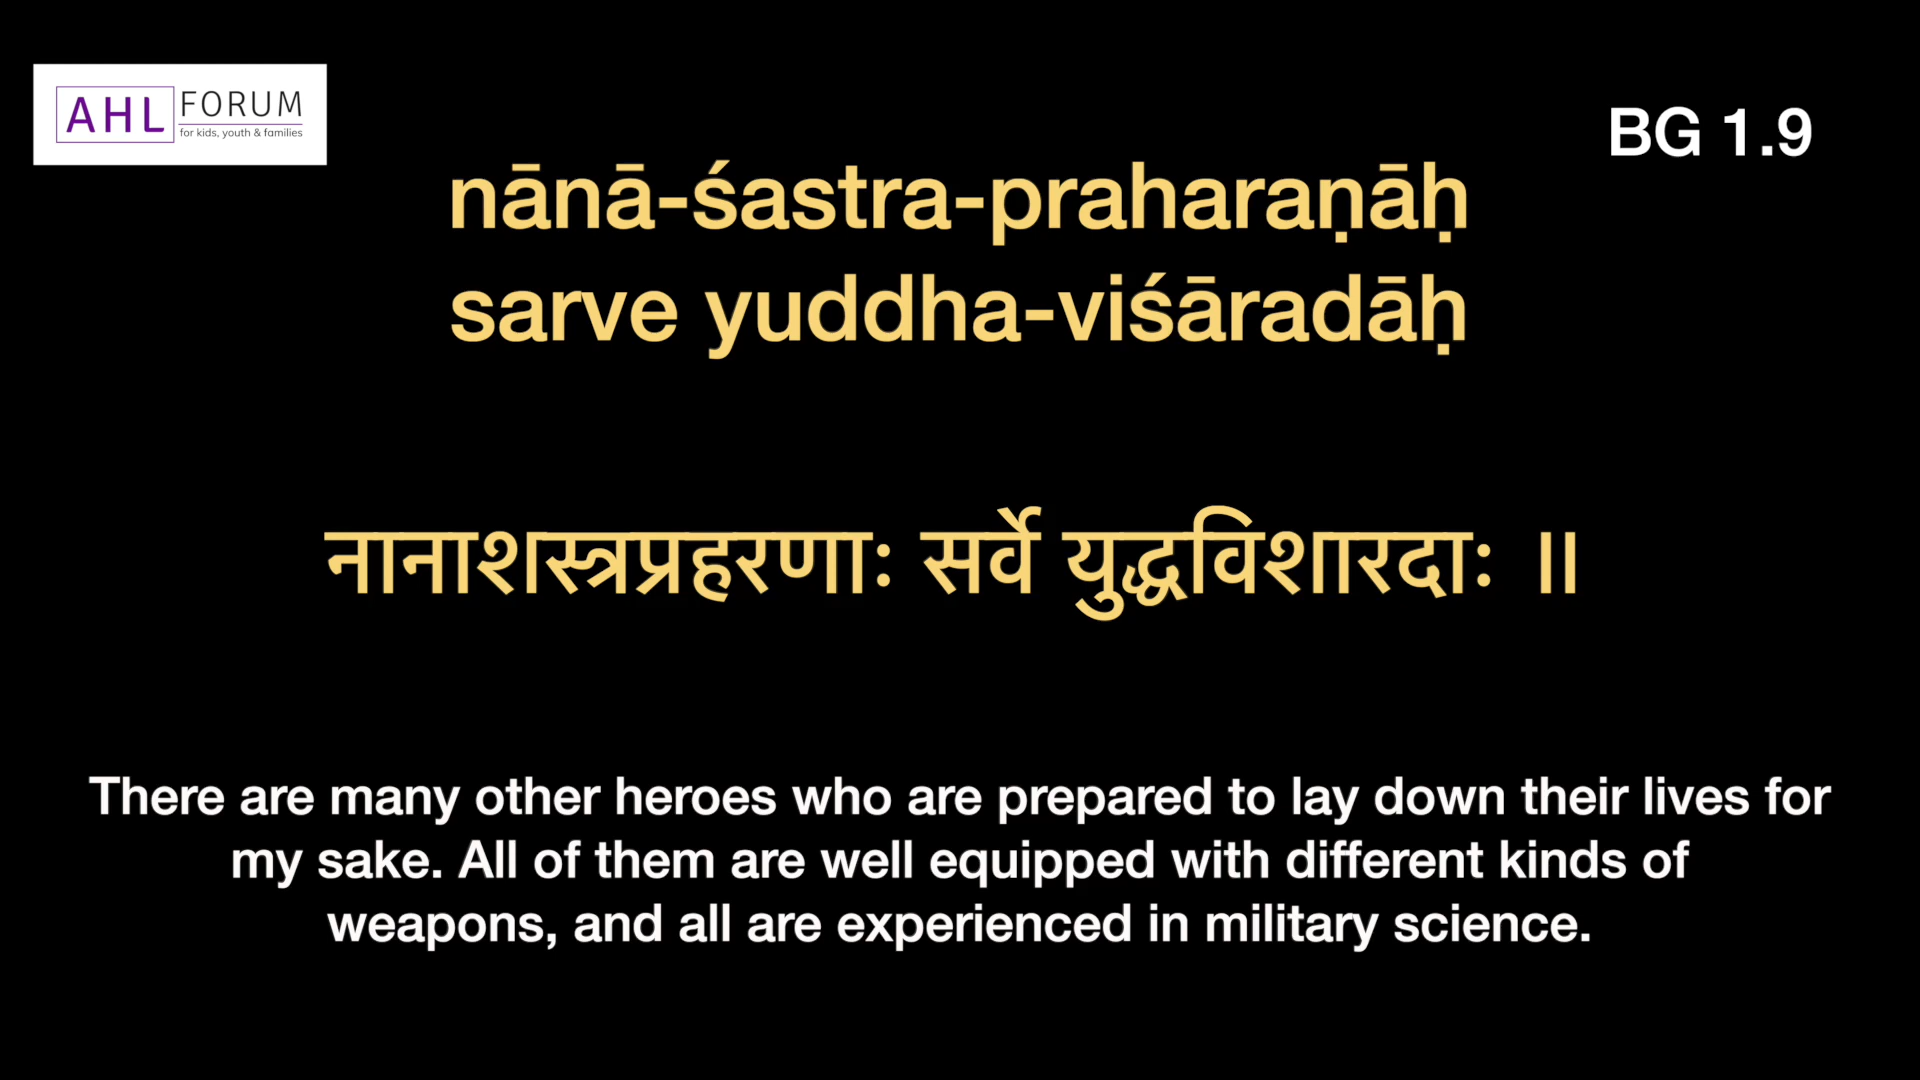 AHL FORUM
for kids, youth & families
BG 1.9
nānā-śastra-praharaṇāḥ
sarve yuddha-viśāradāḥ
नानाशस्त्रप्रहरणाः सर्वे युद्धविशारदाः ॥
There are many other heroes who are prepared to lay down their lives for
my sake. All of them are well equipped with different kinds of
weapons, and all are experienced in military science.